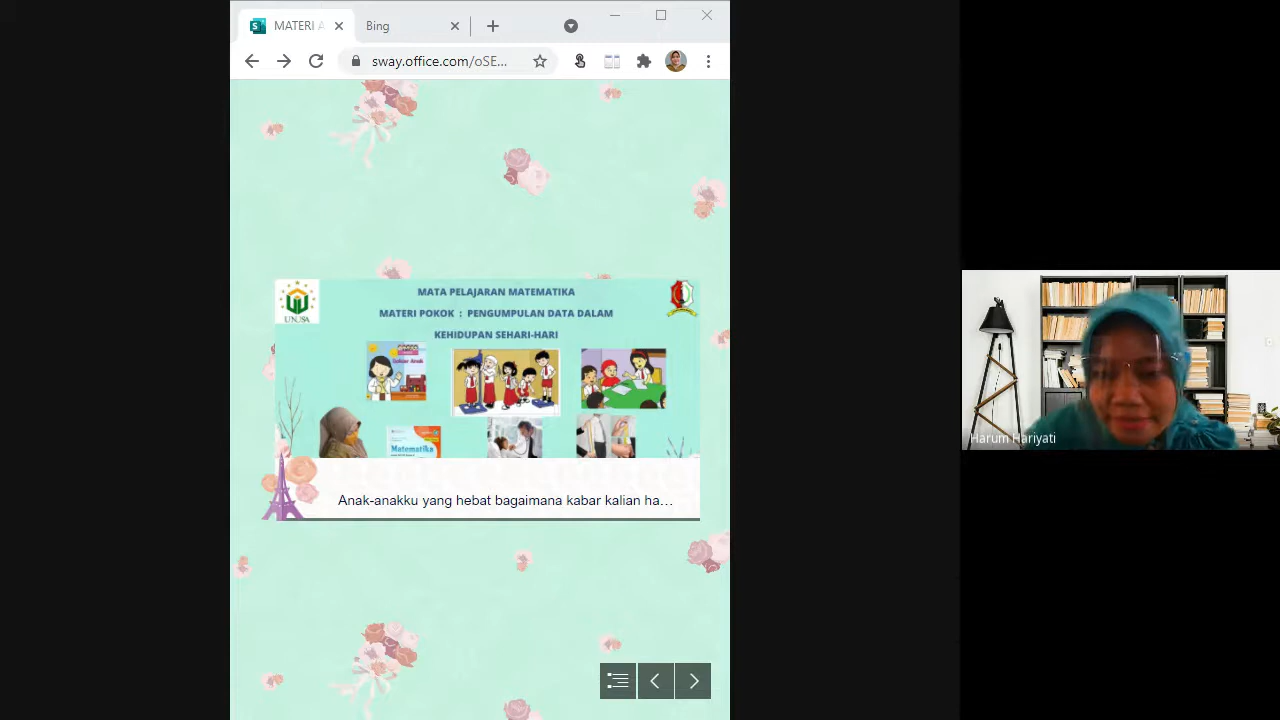 MATERI A
Bing
sway.office.com/oSE...
UNUSA
MATA PELAJARAN MATEMATIKA
MATERI POKOK : PENGUMPULAN DATA DALAM
KEHIDUPAN SEHARI-HARI
Matematika
Anak-anakku yang hebat bagaimana kabar kalian ha...
Harum Hariyati